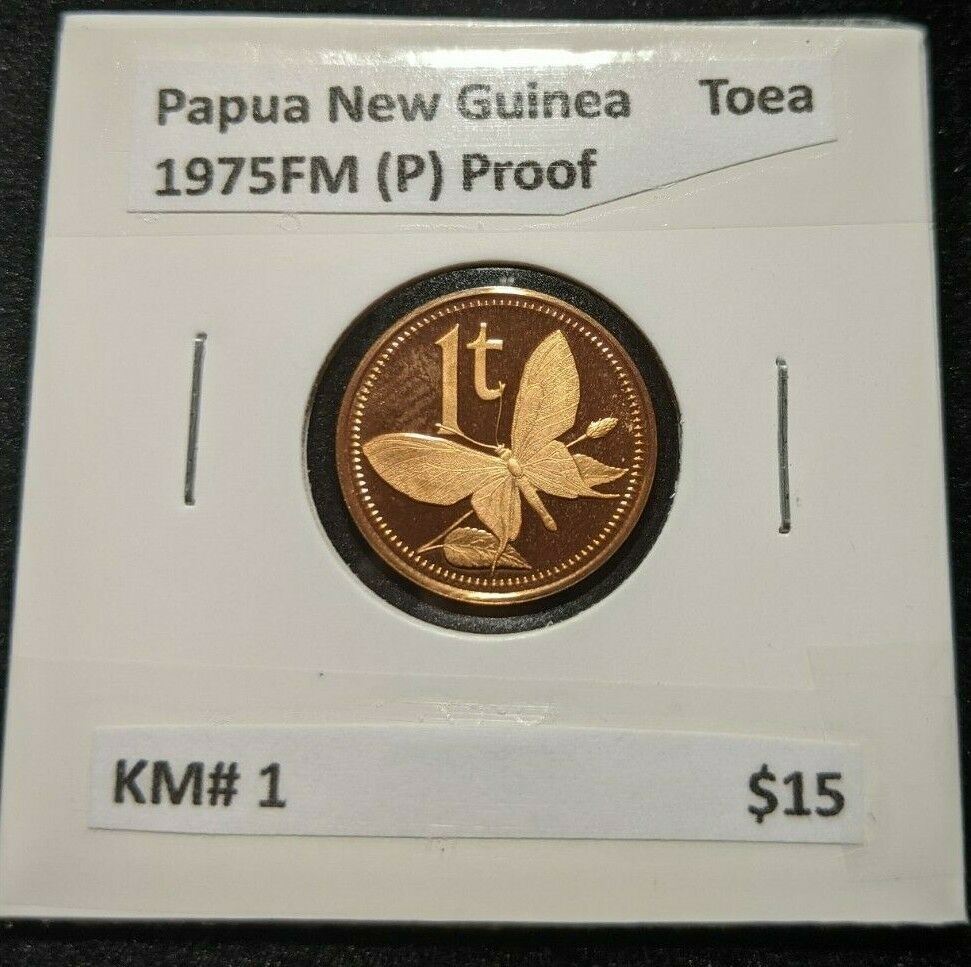 Papua New Guinea Toea
1975FM (P) Proof
1t
KM# 1 $15